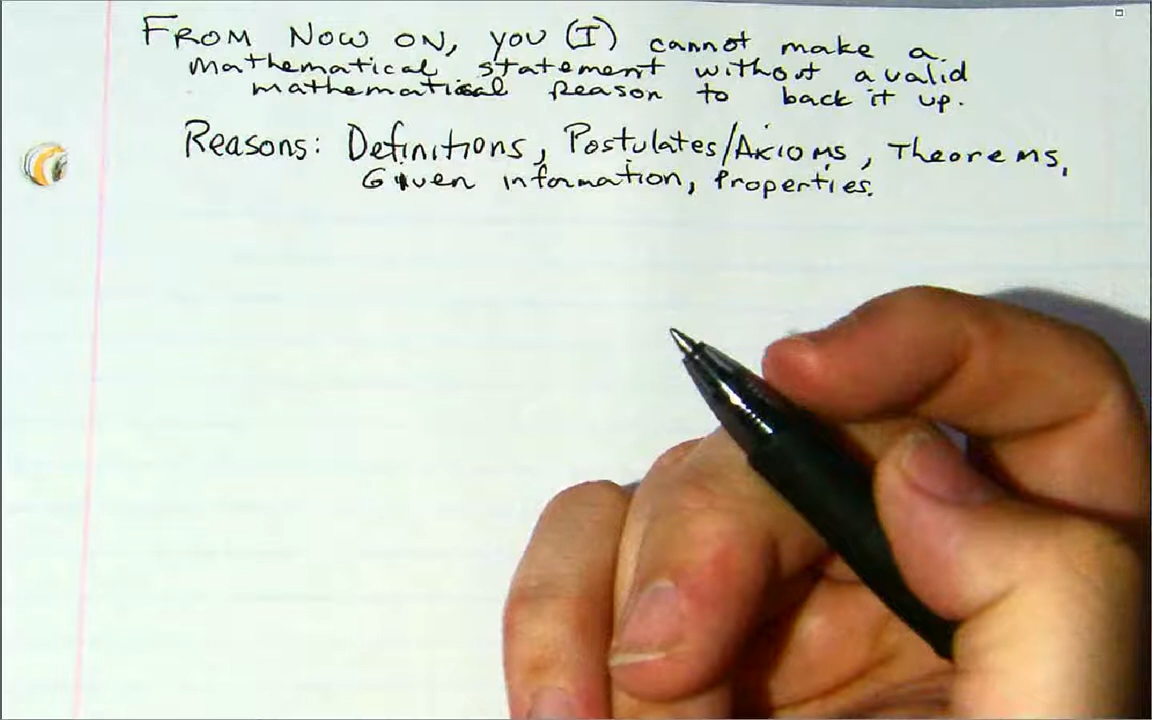 FROM NOW ON, you (I) cannot make a
mathematical statement without a valid
mathematical reason to back it up.
Reasons: Definitions, Postulates/Axioms, Theorems,
Given information, Properties.